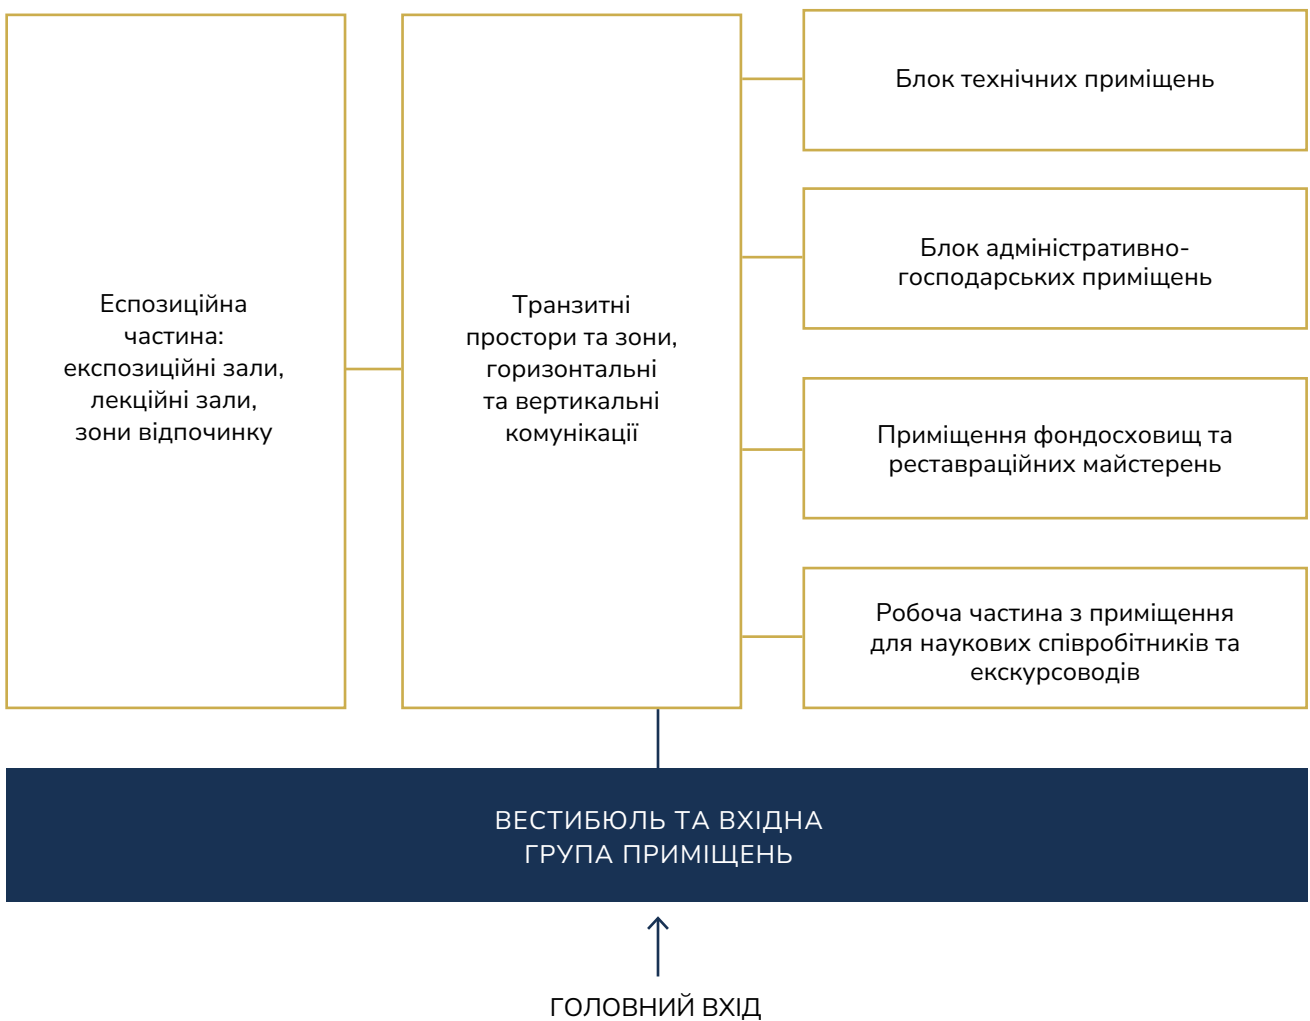 Еспозиційна
частина:
експозиційні зали,
лекційні зали,
зони відпочинку
Транзитні
простори та зони,
горизонтальні
та вертикальні
комунікації
Блок технічних приміщень
Блок адміністративно-
господарських приміщень
Приміщення фондосховищ та
реставраційних майстерень
Робоча частина з приміщення
для наукових співробітників та
екскурсоводів
ВЕСТИБЮЛЬ ТА ВХІДНА
ГРУПА ПРИМІЩЕНЬ
ГОЛОВНИЙ ВХІД